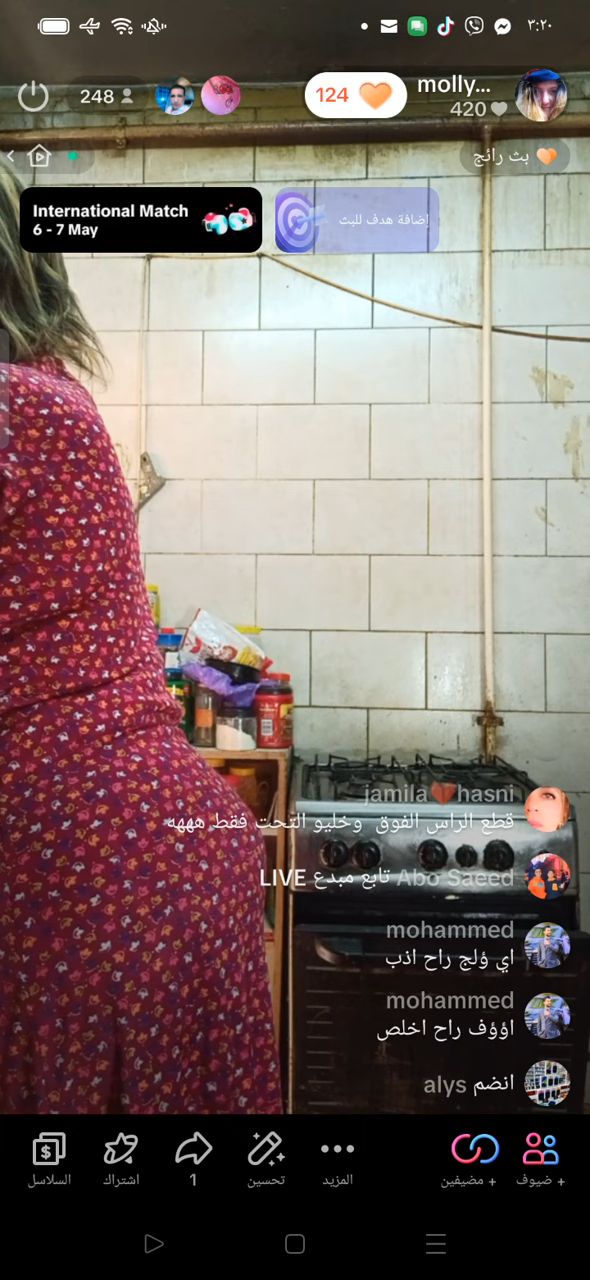 ٣:٢٠
248
124
molly...
420
بث رائج
International Match
6 - 7 May
إضافة هدف للبث
jamila❤️hasni
قطع الراس الفوق وخليو التحت فقط هههه
Abo Saeed تابع مبدع LIVE
mohammed
اي ؤلج راح اذب
mohammed
اؤؤف راح اخلص
alys انضم
+ ضيوف
+ مضيفين
المزيد
تحسين
1
اشتراك
السلاسل